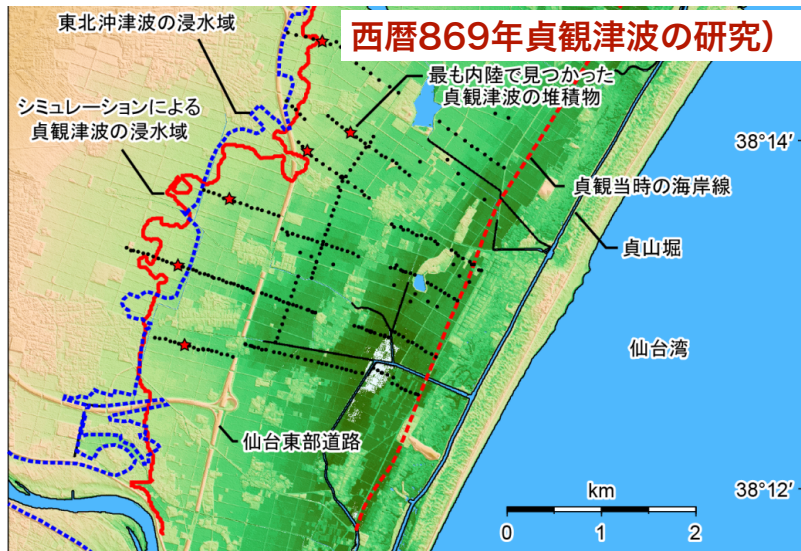 西暦869年貞観津波の研究）
東北沖津波の浸水域
最も内陸で見つかった
貞観津波の堆積物
シミュレーションによる
貞観津波の浸水域
38°14′
貞観当時の海岸線
貞山堀
仙台湾
仙台東部道路
km
0 1 2
38°12′